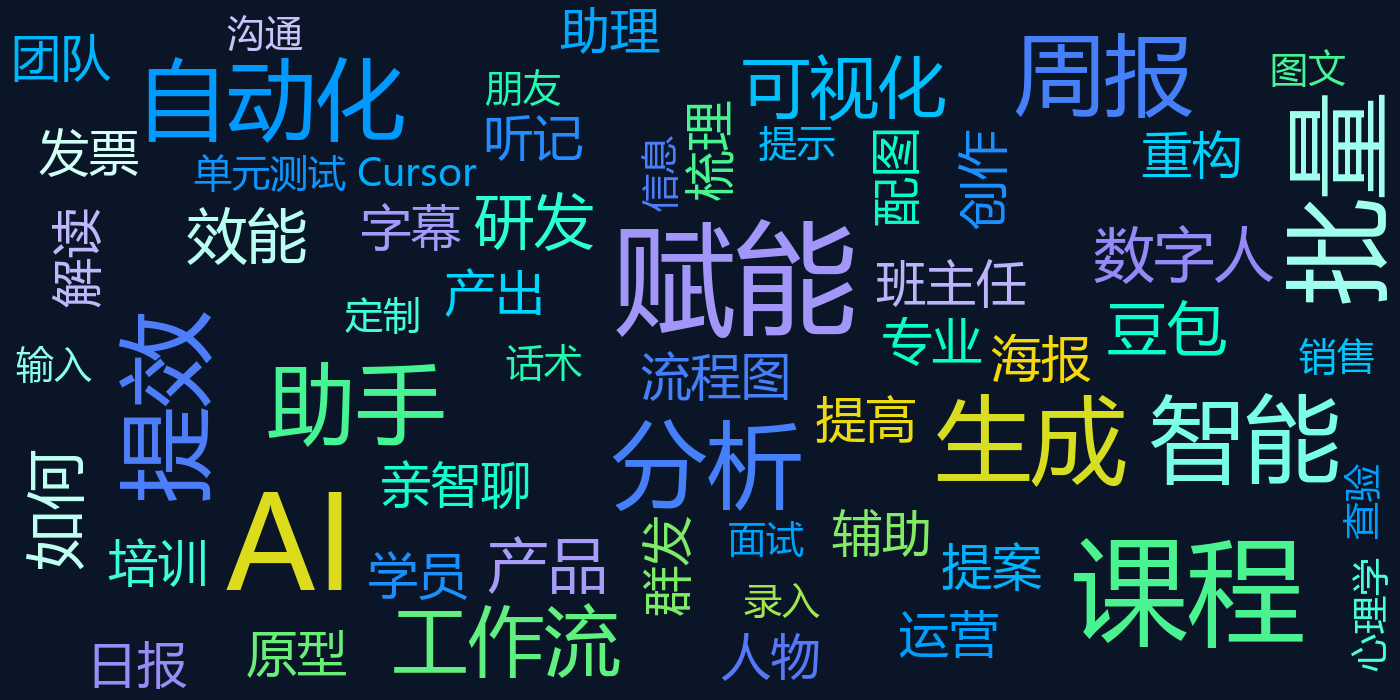 沟通
助理
团队
自动化
可视化
周报
图文
朋友
听记
发票
单元测试
Cursor
信息
梳理
提示
配图
创作
重构
批量
解读
效能
字幕
研发
赋能
班主任
数字人
产出
定制
专业
豆包
海报
输入
话术
流程图
销售
提效
助手
提高
生成
智能
分析
如何
亲智聊
AI
群发
面试
辅助
查验
培训
学员
产品
提案
课程
录入
心理学
日报
原型
工作流
人物
运营